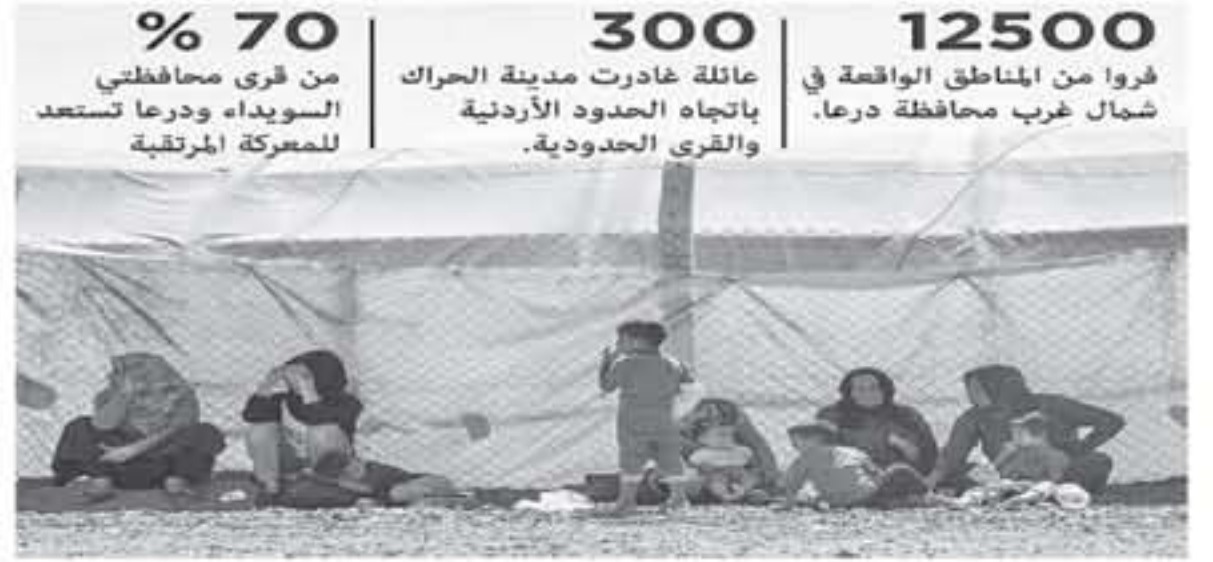 12500
فروا من المناطق الواقعة في
شمال غرب محافظة درعا.
300
عائلة غادرت مدينة الحراك
باتجاه الحدود الأردنية
والقرى الحدودية.
% 70
من قرى محافظتي
السويداء ودرعا تستعد
للمعركة المرتقبة